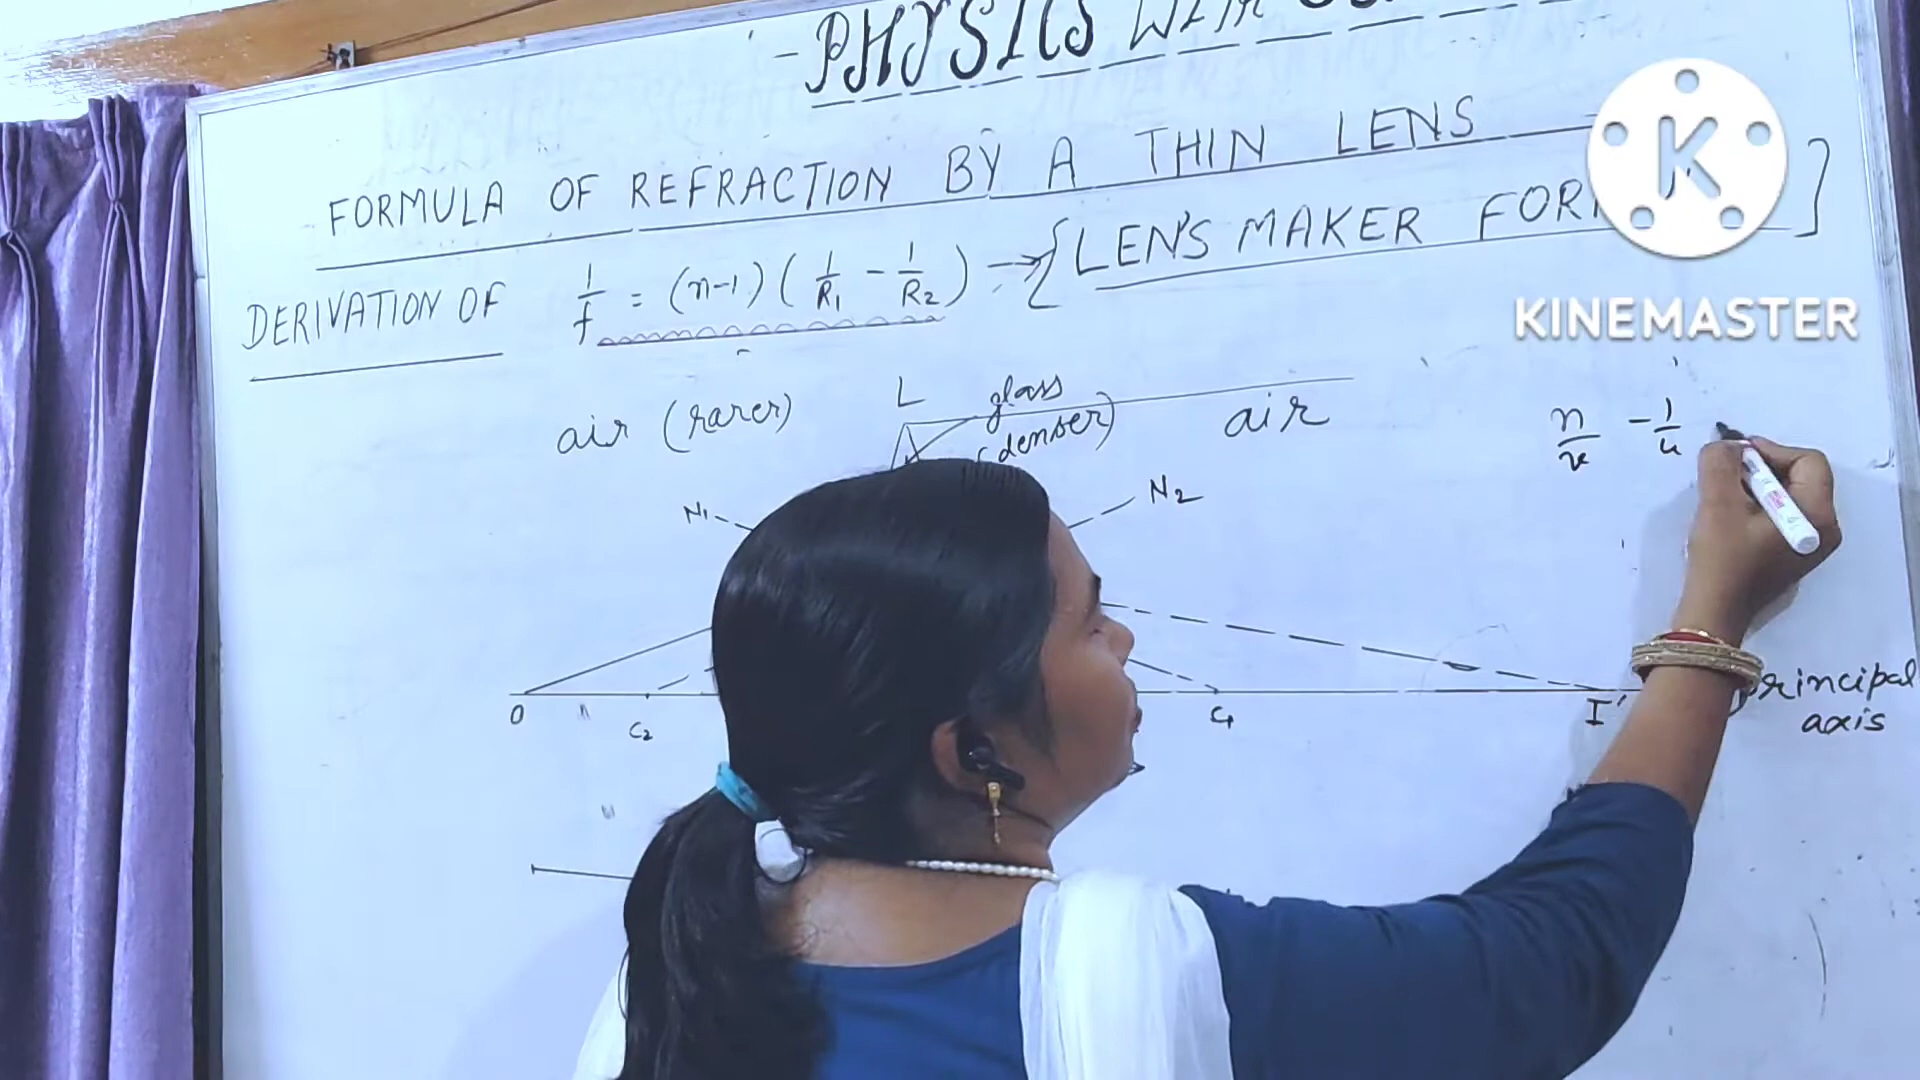 - PHYSICS WITH
FORMULA OF REFRACTION BY A THIN LENS
DERIVATION OF 1/f = (n-1) ( 1/R1 - 1/R2 ) → { LEN'S MAKER FOR ]
KINEMASTER
air (rarer)
L
glass
(denser)
air
n/v - 1/u
N1
N2
O
C2
C1
I'
principal
axis